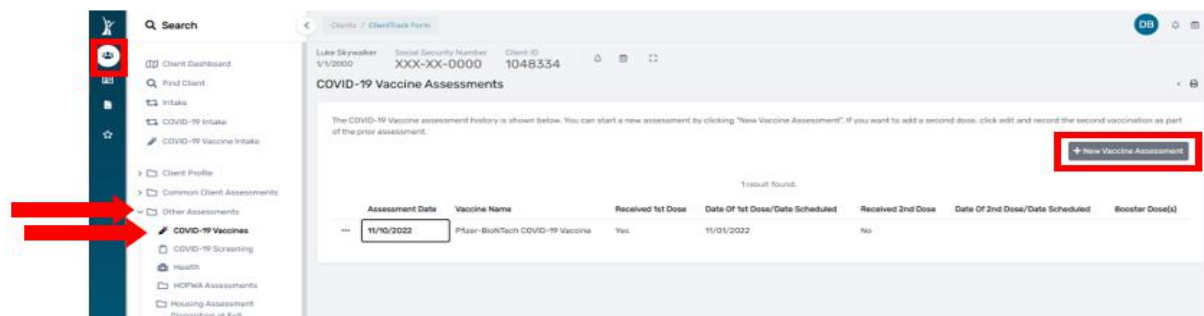 Search
Clients / ClientTrack Form
DB
Client Dashboard
Find Client
Intake
COVID-19 Intake
COVID-19 Vaccine Intake
Client Profile
Common Client Assessments
Other Assessments
COVID-19 Vaccines
COVID-19 Screening
Health
HOPWA Assessments
Housing Assessment
Disposition at Exit
Luke Skywalker Social Security Number Client ID
1/1/2000 XXX-XX-0000 1048334
COVID-19 Vaccine Assessments
The COVID-19 Vaccine assessment history is shown below. You can start a new assessment by clicking "New Vaccine Assessment". If you want to add a second dose, click edit and record the second vaccination as part
of the prior assessment.
+ New Vaccine Assessment
1 result found.
Assessment Date Vaccine Name Received 1st Dose Date Of 1st Dose/Date Scheduled Received 2nd Dose Date Of 2nd Dose/Date Scheduled Booster Dose(s)
11/10/2022 Pfizer-BioNTech COVID-19 Vaccine Yes 11/01/2022 No